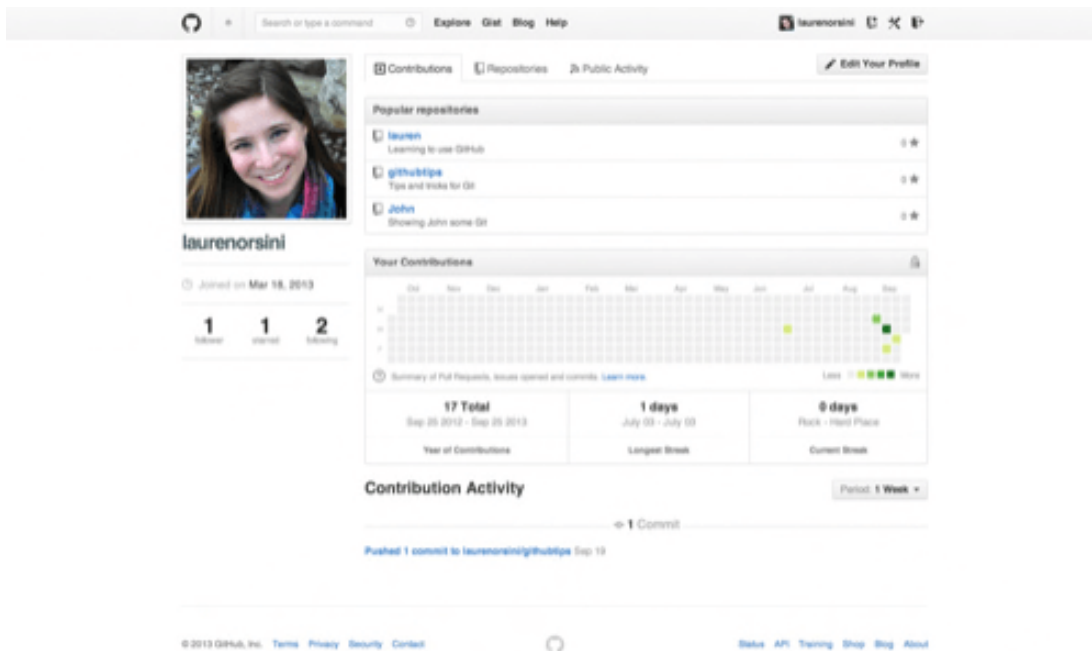 Search or type a command
Explore Gist Blog Help
laurenorsini
Contributions
Repositories
Public Activity
Edit Your Profile
Popular repositories
lauren
Learning to use GitHub
0
githubtips
Tips and tricks for Git
0
John
Showing John some Git
0
laurenorsini
Joined on Mar 18, 2013
1
follower
1
starred
2
following
Your Contributions
Oct Nov Dec Jan Feb Mar Apr May Jun Jul Aug Sep
M
W
F
Summary of Pull Requests, issues opened and commits. Learn more.
Less More
17 Total
Sep 25 2012 - Sep 25 2013
Year of Contributions
1 days
July 03 - July 03
Longest Streak
0 days
Rock - Hard Place
Current Streak
Contribution Activity
Period: 1 Week
1 Commit
Pushed 1 commit to laurenorsini/githubtips Sep 19
© 2013 GitHub, Inc. Terms Privacy Security Contact
Status API Training Shop Blog About